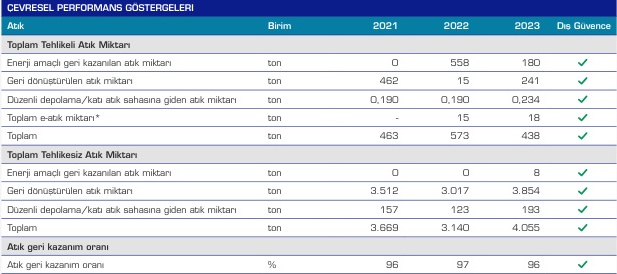 ÇEVRESEL PERFORMANS GÖSTERGELERİ
Atık Birim 2021 2022 2023 Dış Güvence
Toplam Tehlikeli Atık Miktarı
Enerji amaçlı geri kazanılan atık miktarı ton 0 558 180 ✓
Geri dönüştürülen atık miktarı ton 462 15 241 ✓
Düzenli depolama/katı atık sahasına giden atık miktarı ton 0,190 0,190 0,234 ✓
Toplam e-atık miktarı* ton - 15 18 ✓
Toplam ton 463 573 438 ✓
Toplam Tehlikesiz Atık Miktarı
Enerji amaçlı geri kazanılan atık miktarı ton 0 0 8 ✓
Geri dönüştürülen atık miktarı ton 3.512 3.017 3.854 ✓
Düzenli depolama/katı atık sahasına giden atık miktarı ton 157 123 193 ✓
Toplam ton 3.669 3.140 4.055 ✓
Atık geri kazanım oranı
Atık geri kazanım oranı % 96 97 96 ✓